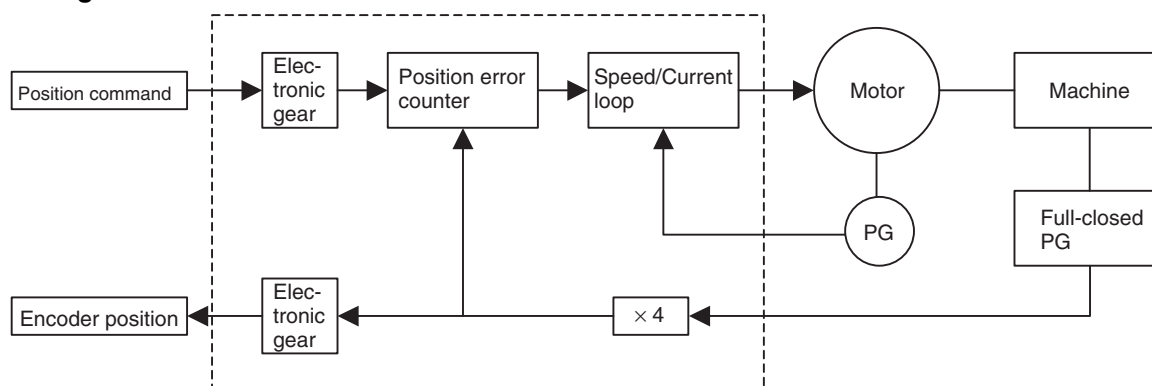 Position command
Elec-
tronic
gear
Position error
counter
Speed/Current
loop
Motor
Machine
PG
Full-closed
PG
Encoder position
Elec-
tronic
gear
× 4